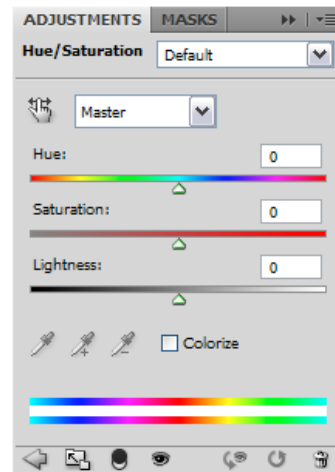 ADJUSTMENTS MASKS
Hue/Saturation Default
Master
Hue: 0
Saturation: 0
Lightness: 0
Colorize